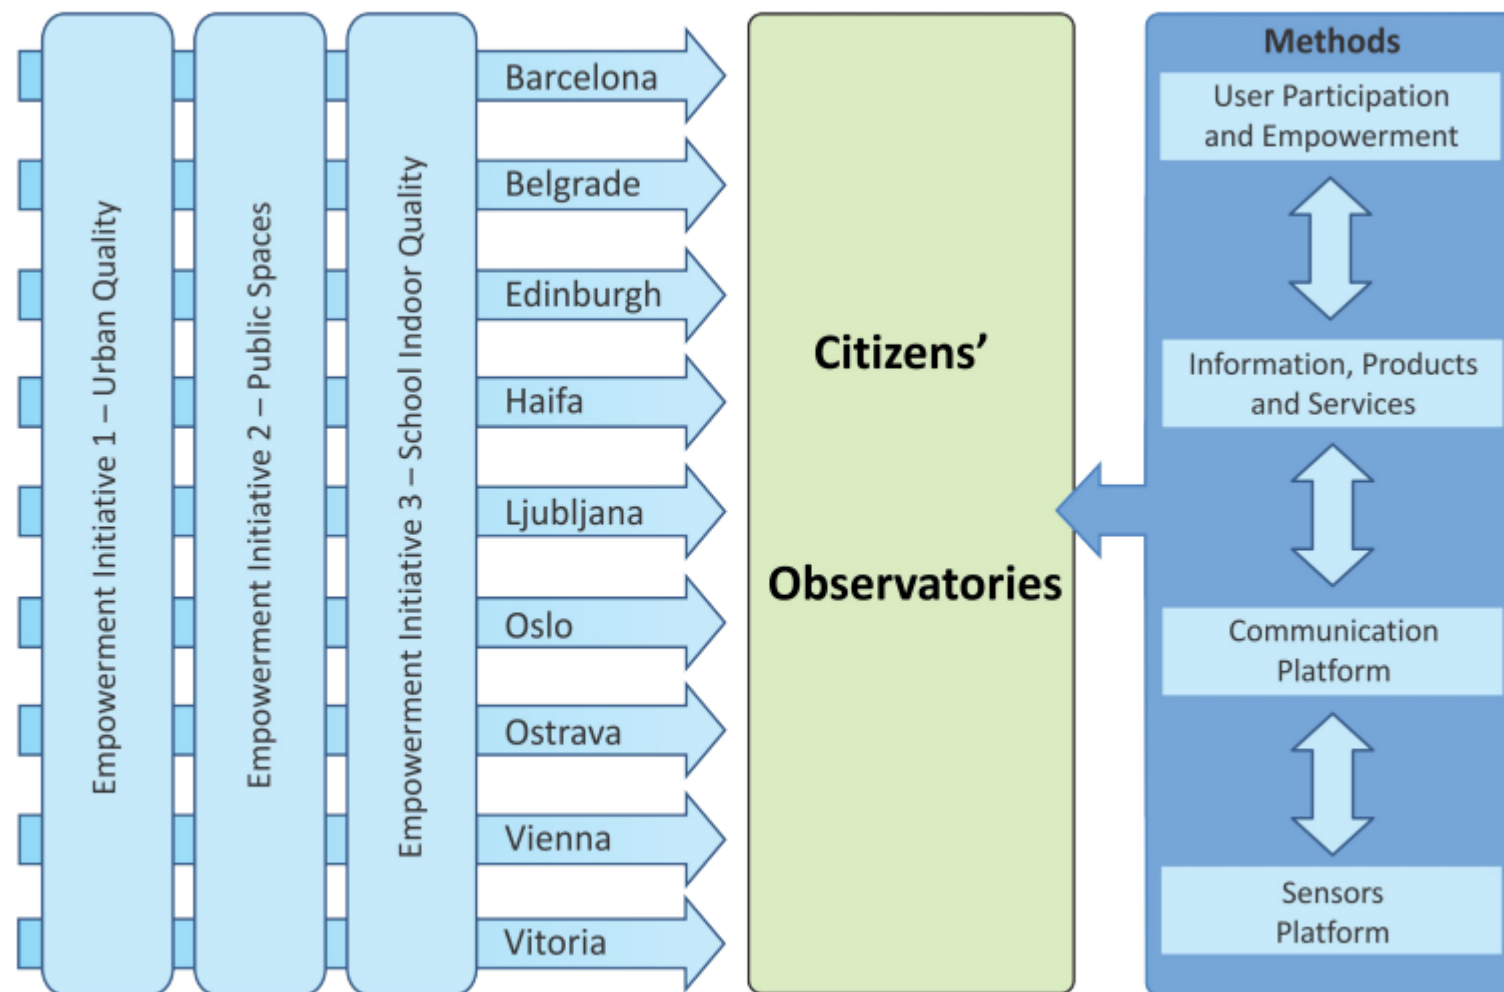 Empowerment Initiative 1 – Urban Quality
Empowerment Initiative 2 – Public Spaces
Empowerment Initiative 3 – School Indoor Quality
Barcelona
Belgrade
Edinburgh
Haifa
Ljubljana
Oslo
Ostrava
Vienna
Vitoria
Citizens’
Observatories
Methods
User Participation
and Empowerment
Information, Products
and Services
Communication
Platform
Sensors
Platform